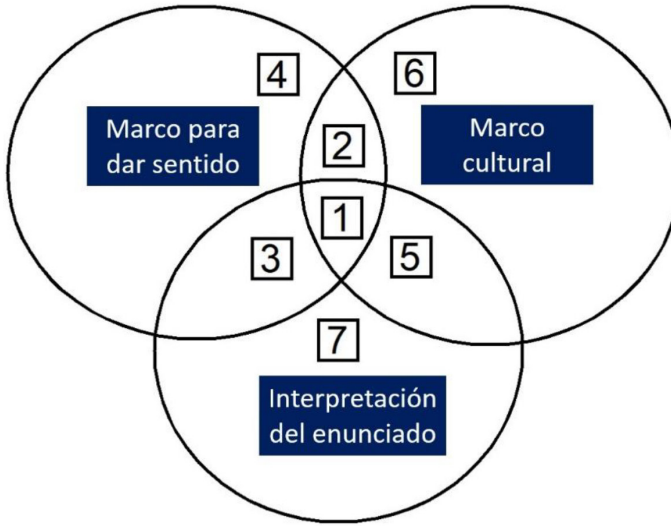 4
6
Marco para
dar sentido
2
Marco
cultural
1
3
5
7
Interpretación
del enunciado